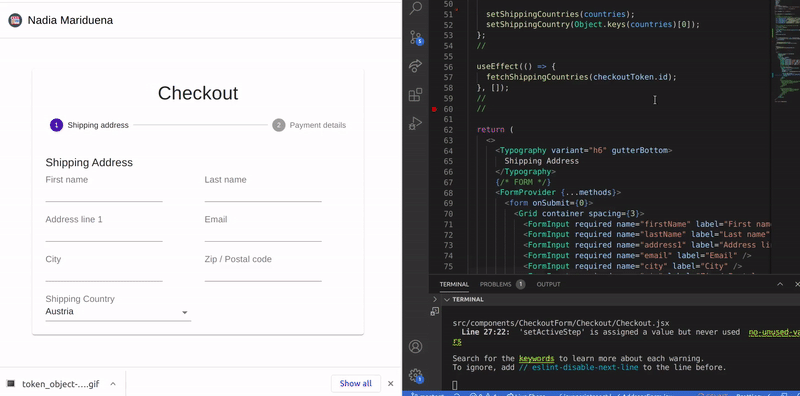 Nadia Mariduena
Checkout
1 Shipping address
2 Payment details
Shipping Address
First name
Last name
Address line 1
Email
City
Zip / Postal code
Shipping Country
Austria
token_object-....gif
Show all
50
51 setShippingCountries(countries);
52 setShippingCountry(Object.keys(countries)[0]);
53 };
54 //
55
56 useEffect(() => {
57 fetchShippingCountries(checkoutToken.id);
58 }, []);
59 //
60 //
61
62 return (
63 <>
64 <Typography variant="h6" gutterBottom>
65 Shipping Address
66 </Typography>
67 {/* FORM */}
68 <FormProvider {...methods}>
69 <form onSubmit={0}>
70 <Grid container spacing={3}>
71 <FormInput required name="firstName" label="First nam
72 <FormInput required name="lastName" label="Last name"
73 <FormInput required name="address1" label="Address li
74 <FormInput required name="email" label="Email" />
75 <FormInput required name="city" label="City" />
TERMINAL
PROBLEMS 1
OUTPUT
TERMINAL
src/components/CheckoutForm/Checkout/Checkout.jsx
Line 27:22: 'setActiveStep' is assigned a value but never used no-unused-va
rs
Search for the keywords to learn more about each warning.
To ignore, add // eslint-disable-next-line to the line before.